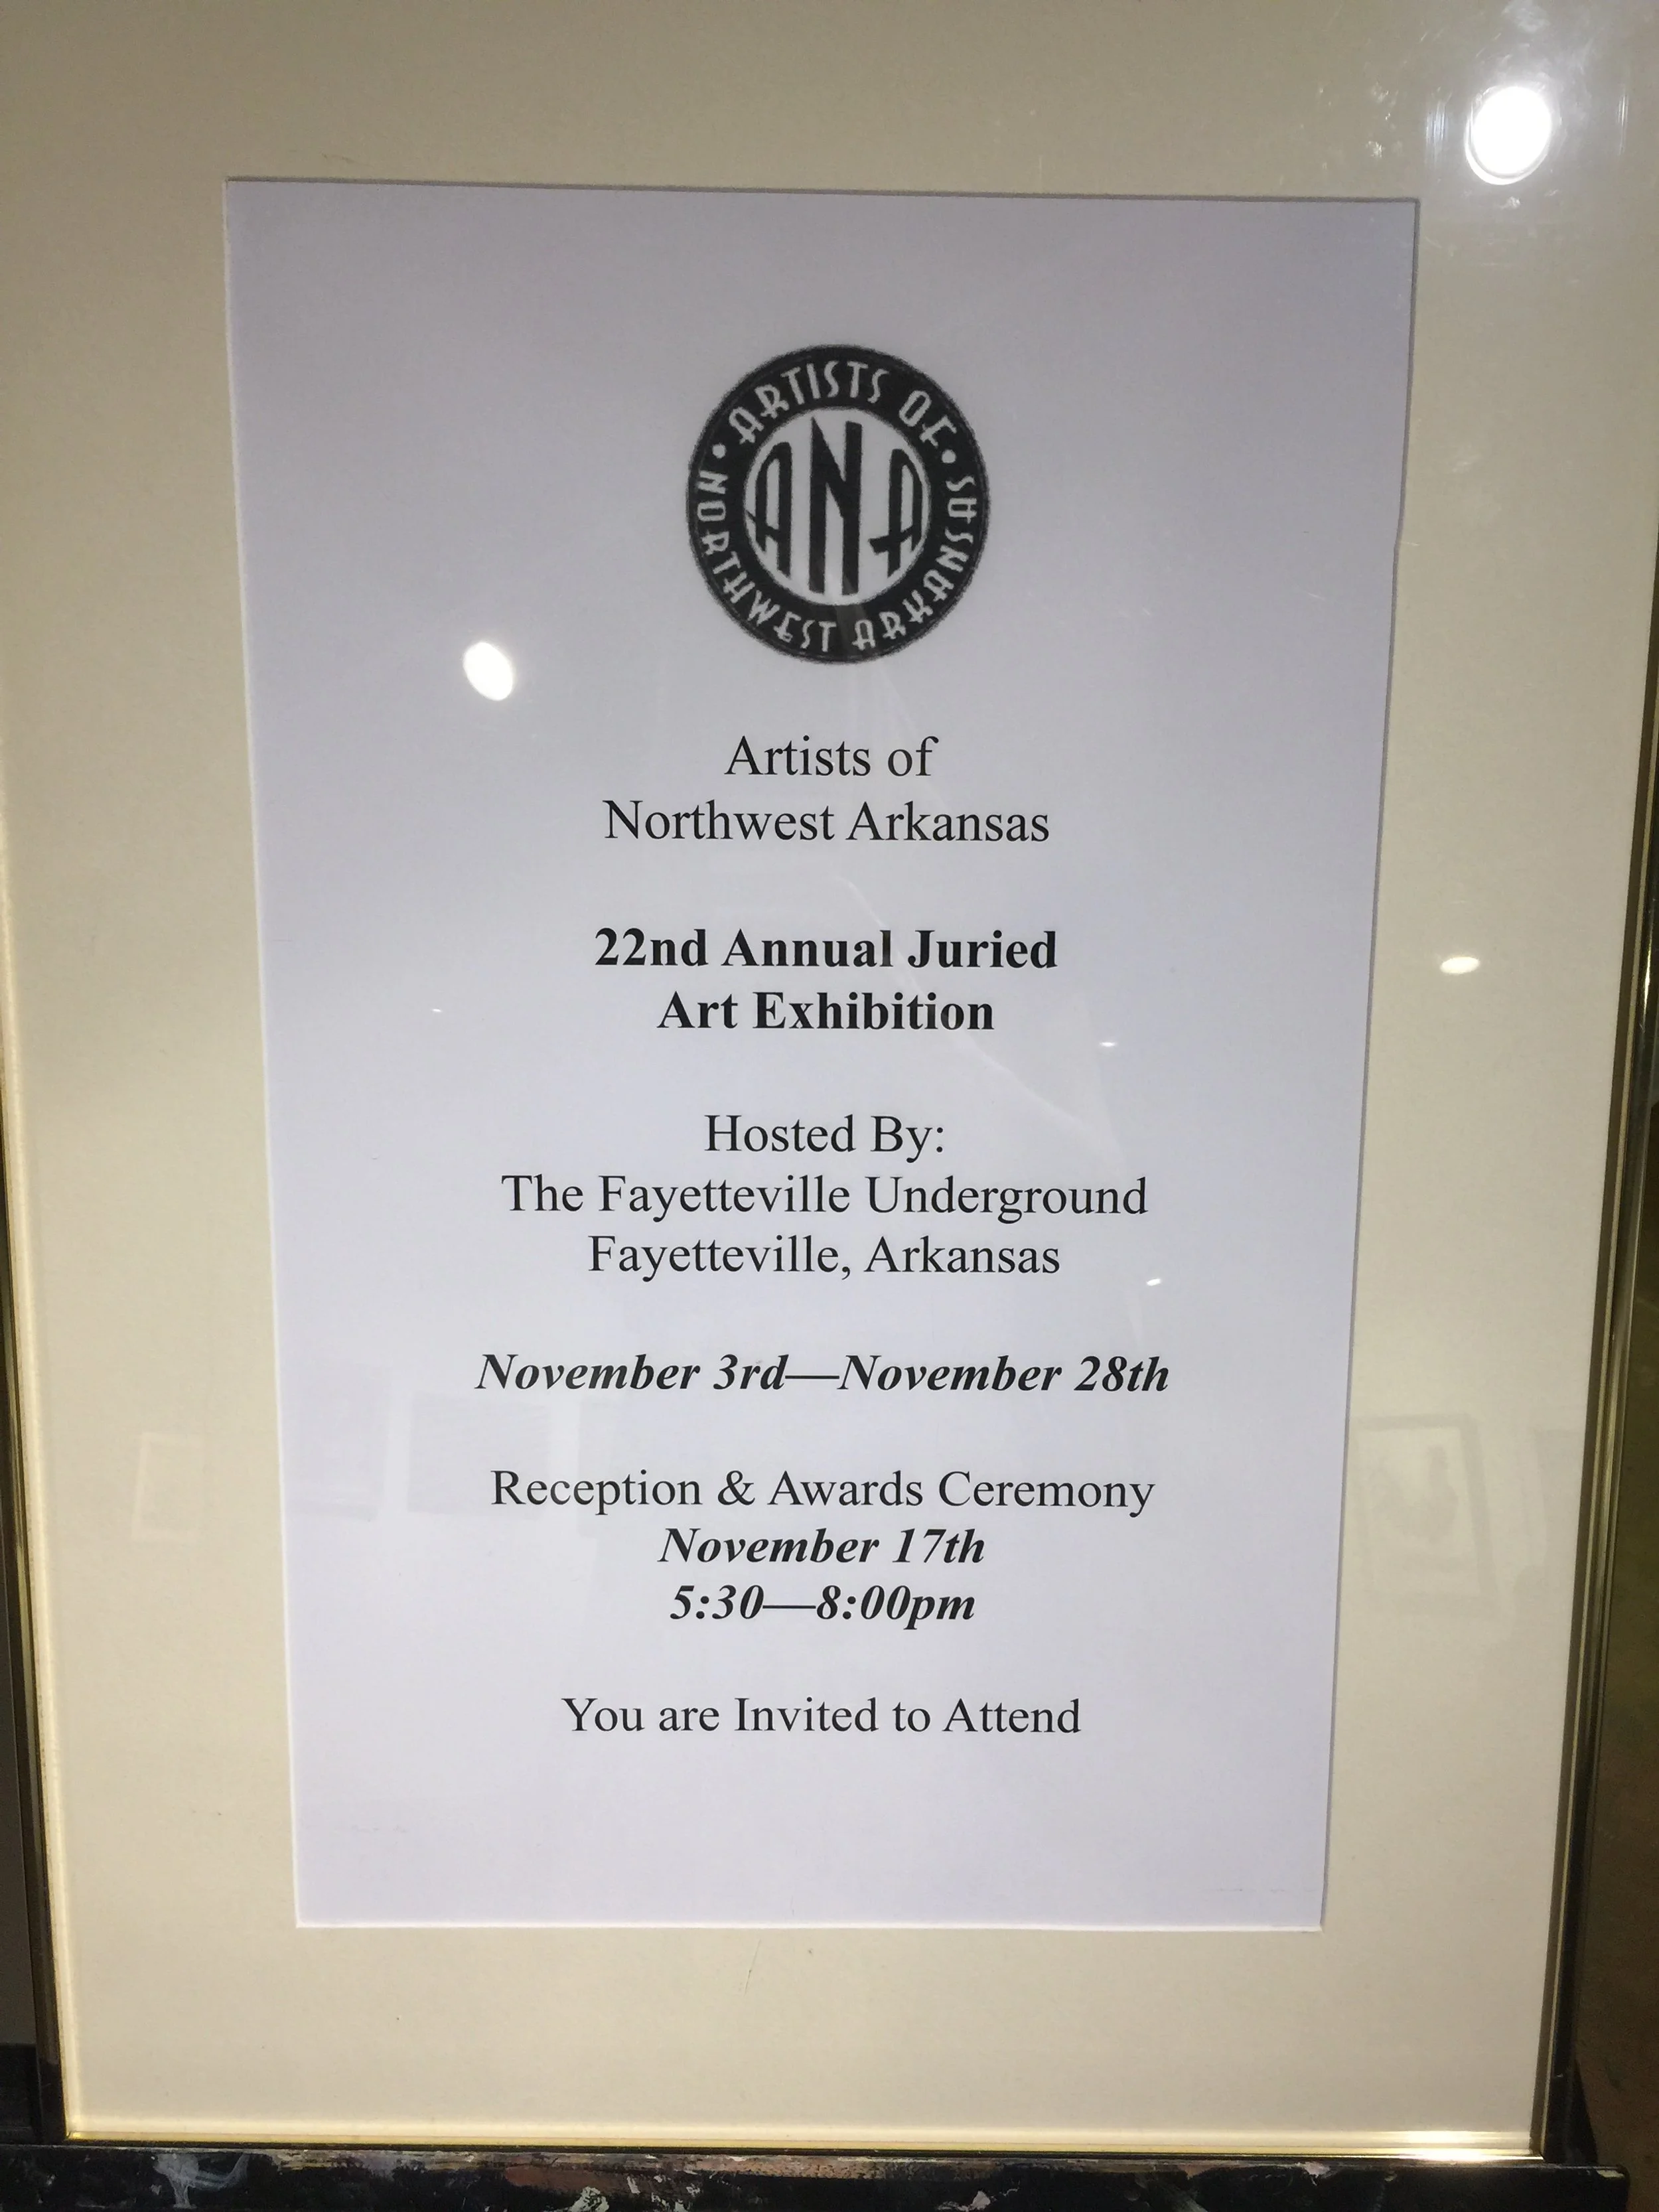 • ARTISTS OF •
ANA
NORTHWEST ARKANSAS
Artists of
Northwest Arkansas
22nd Annual Juried
Art Exhibition
Hosted By:
The Fayetteville Underground
Fayetteville, Arkansas
November 3rd—November 28th
Reception & Awards Ceremony
November 17th
5:30—8:00pm
You are Invited to Attend